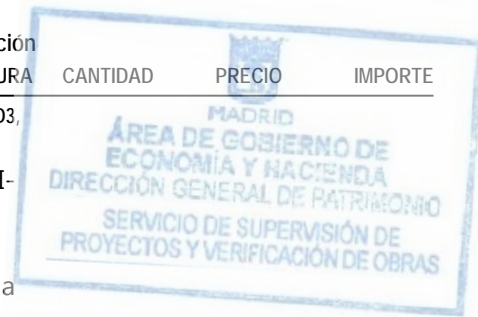 ción
URA CANTIDAD PRECIO IMPORTE
03,
MADRID
ÁREA DE GOBIERNO DE
ECONOMÍA Y HACIENDA
I-
DIRECCIÓN GENERAL DE PATRIMONIO
SERVICIO DE SUPERVISIÓN DE
PROYECTOS Y VERIFICACIÓN DE OBRAS
a